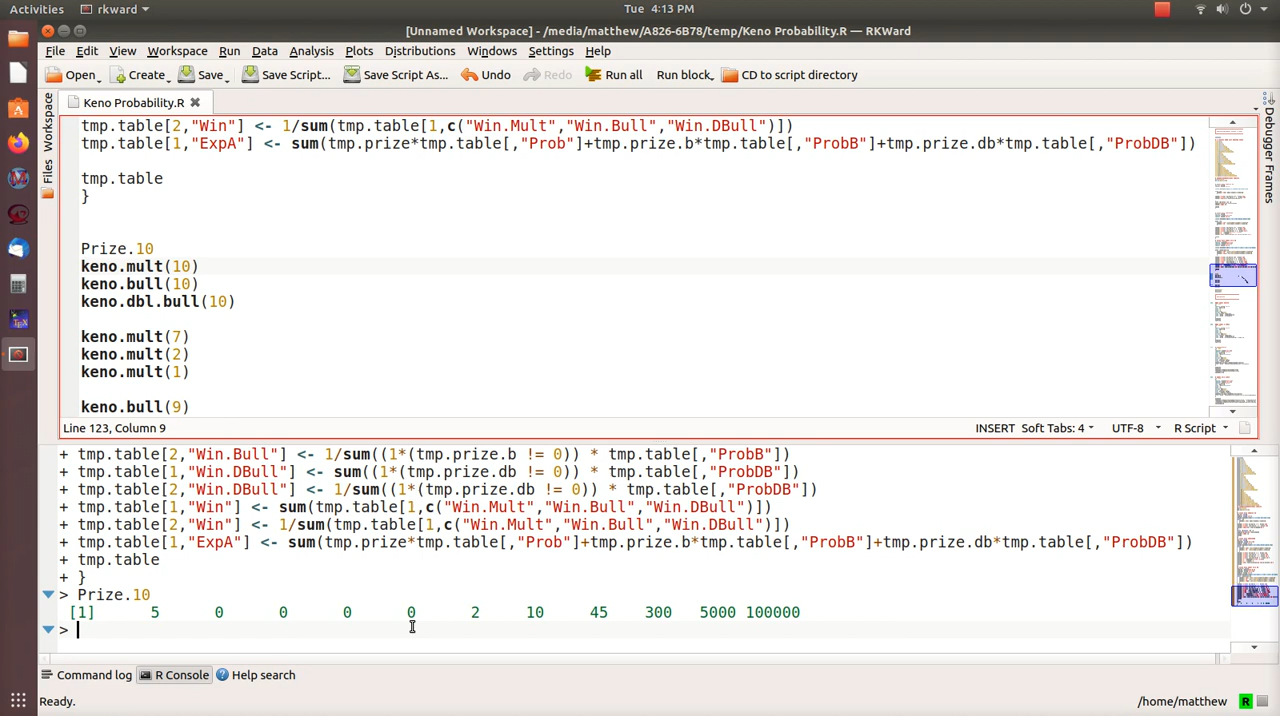 Activities rkward Tue 4:13 PM
[Unnamed Workspace] - /media/matthew/A826-6B78/temp/Keno Probability.R — RKWard
File Edit View Workspace Run Data Analysis Plots Distributions Windows Settings Help
Open Create Save Save Script... Save Script As... Undo Redo Run all Run block CD to script directory
Keno Probability.R
Workspace
Files
Debugger Frames
tmp.table[2,"Win"] <- 1/sum(tmp.table[1,c("Win.Mult","Win.Bull","Win.DBull")])
tmp.table[1,"ExpA"] <- sum(tmp.prize*tmp.table[,"Prob"]+tmp.prize.b*tmp.table[,"ProbB"]+tmp.prize.db*tmp.table[,"ProbDB"])
tmp.table
}
Prize.10
keno.mult(10)
keno.bull(10)
keno.dbl.bull(10)
keno.mult(7)
keno.mult(2)
keno.mult(1)
keno.bull(9)
Line 123, Column 9 INSERT Soft Tabs: 4 UTF-8 R Script
+ tmp.table[2,"Win.Bull"] <- 1/sum((1*(tmp.prize.b != 0)) * tmp.table[,"ProbB"])
+ tmp.table[1,"Win.DBull"] <- sum((1*(tmp.prize.db != 0)) * tmp.table[,"ProbDB"])
+ tmp.table[2,"Win.DBull"] <- 1/sum((1*(tmp.prize.db != 0)) * tmp.table[,"ProbDB"])
+ tmp.table[1,"Win"] <- sum(tmp.table[1,c("Win.Mult","Win.Bull","Win.DBull")])
+ tmp.table[2,"Win"] <- 1/sum(tmp.table[1,c("Win.Mult","Win.Bull","Win.DBull")])
+ tmp.table[1,"ExpA"] <- sum(tmp.prize*tmp.table[,"Prob"]+tmp.prize.b*tmp.table[,"ProbB"]+tmp.prize.db*tmp.table[,"ProbDB"])
+ tmp.table
+ }
> Prize.10
[1] 5 0 0 0 0 2 10 45 300 5000 100000
>
Command log R Console Help search
Ready. /home/matthew R